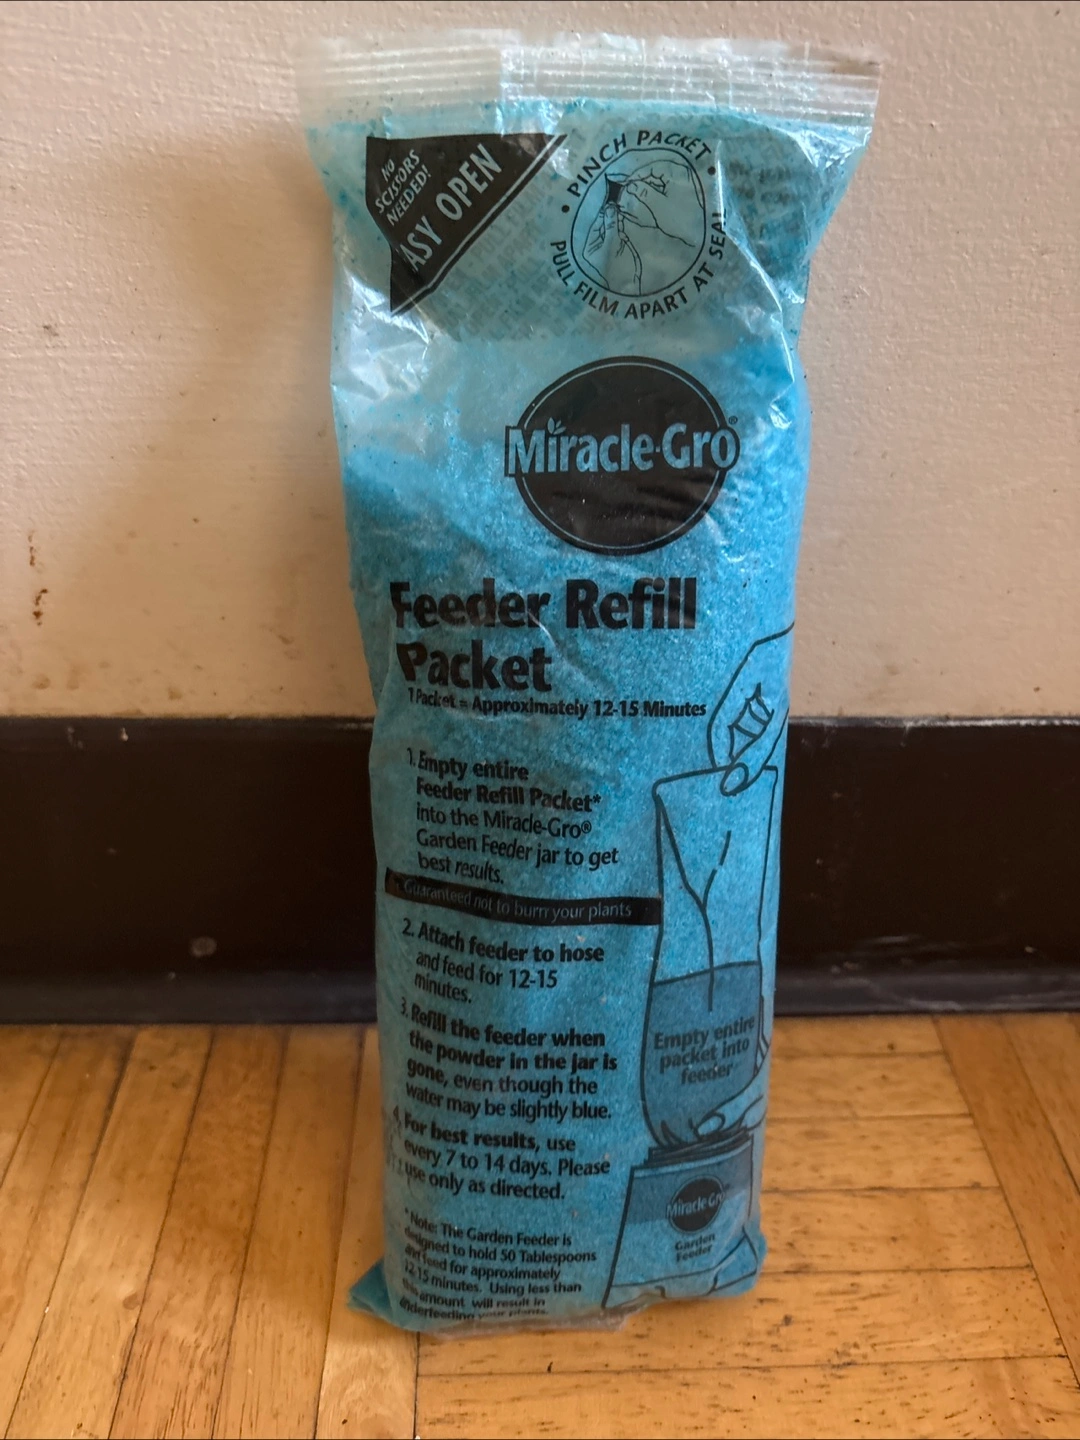 NO
SCISSORS
NEEDED!
ASY OPEN
• PINCH PACKET •
PULL FILM APART AT SEAL
Miracle-Gro®
Feeder Refill
Packet
1 Packet = Approximately 12-15 Minutes
1. Empty entire
Feeder Refill Packet*
into the Miracle-Gro®
Garden Feeder jar to get
best results.
Guaranteed not to burn your plants
2. Attach feeder to hose
and feed for 12-15
minutes.
3. Refill the feeder when
the powder in the jar is
gone, even though the
water may be slightly blue.
4. For best results, use
every 7 to 14 days. Please
use only as directed.
*Note: The Garden Feeder is
designed to hold 50 Tablespoons
and feed for approximately
12-15 minutes. Using less than
this amount will result in
underfeeding your plants.
Empty entire
packet into
feeder
Miracle-Gro
Garden
Feeder